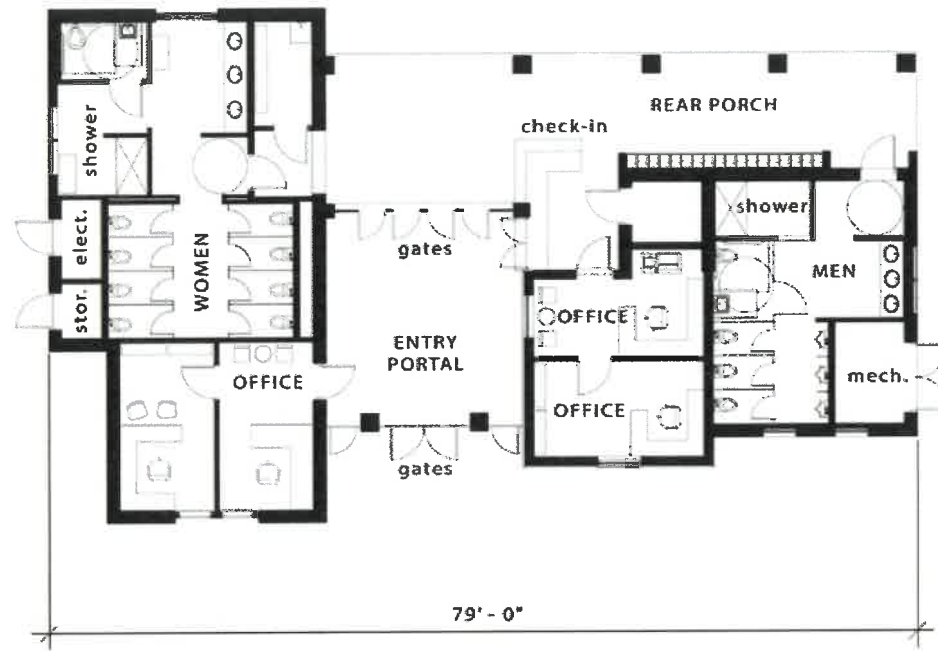 REAR PORCH
check-in
shower
shower
elect.
gates
WOMEN
MEN
stor.
OFFICE
ENTRY
PORTAL
OFFICE
mech.
OFFICE
gates
79' - 0"